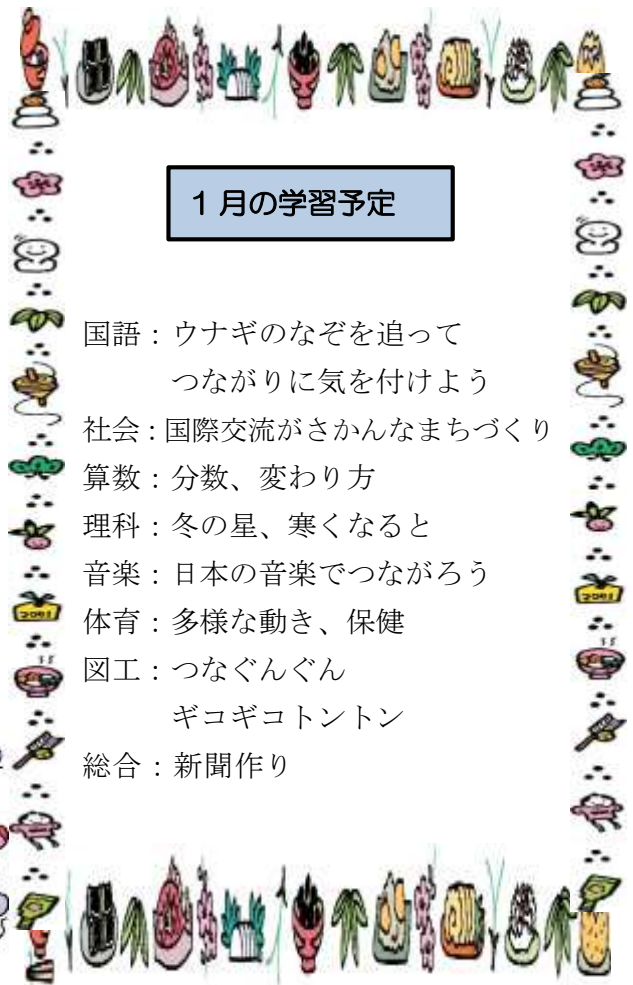 1月の学習予定
国語：ウナギのなぞを追って
つながりに気を付けよう
社会：国際交流がさかんなまちづくり
算数：分数、変わり方
理科：冬の星、寒くなると
音楽：日本の音楽でつながろう
体育：多様な動き、保健
図工：つなぐんぐん
ギコギコトントン
総合：新聞作り